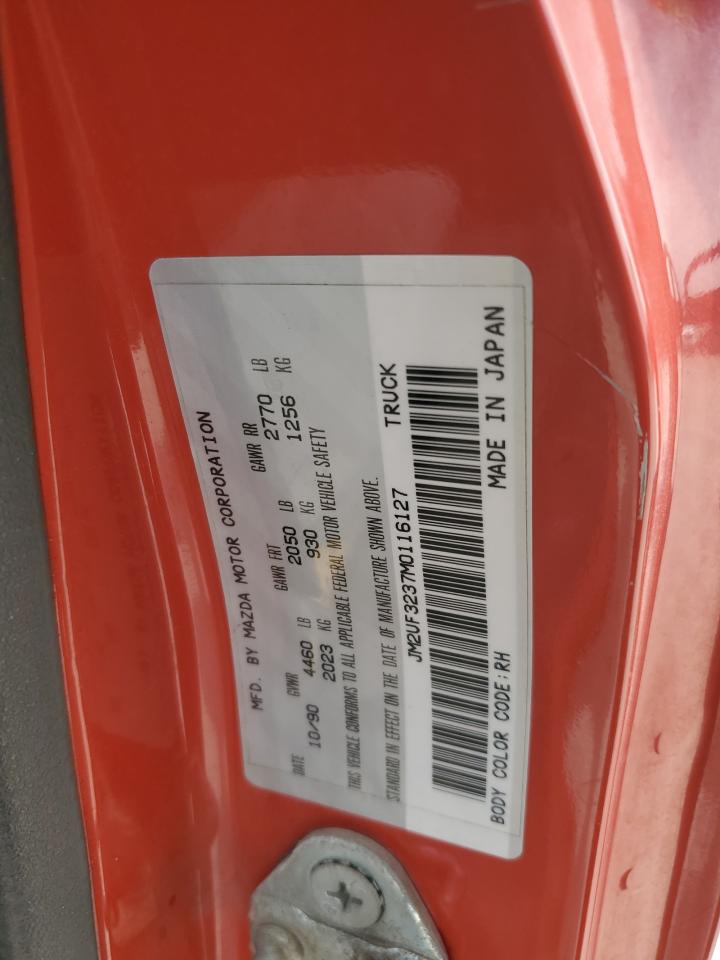 MFD. BY MAZDA MOTOR CORPORATION
DATE GVWR GAWR FRT GAWR RR
10/90 4460 LB 2050 LB 2770 LB
2023 KG 930 KG 1256 KG
THIS VEHICLE CONFORMS TO ALL APPLICABLE FEDERAL MOTOR VEHICLE SAFETY
STANDARD IN EFFECT ON THE DATE OF MANUFACTURE SHOWN ABOVE.
JM2UF3237M0116127 TRUCK
BODY COLOR CODE:RH MADE IN JAPAN